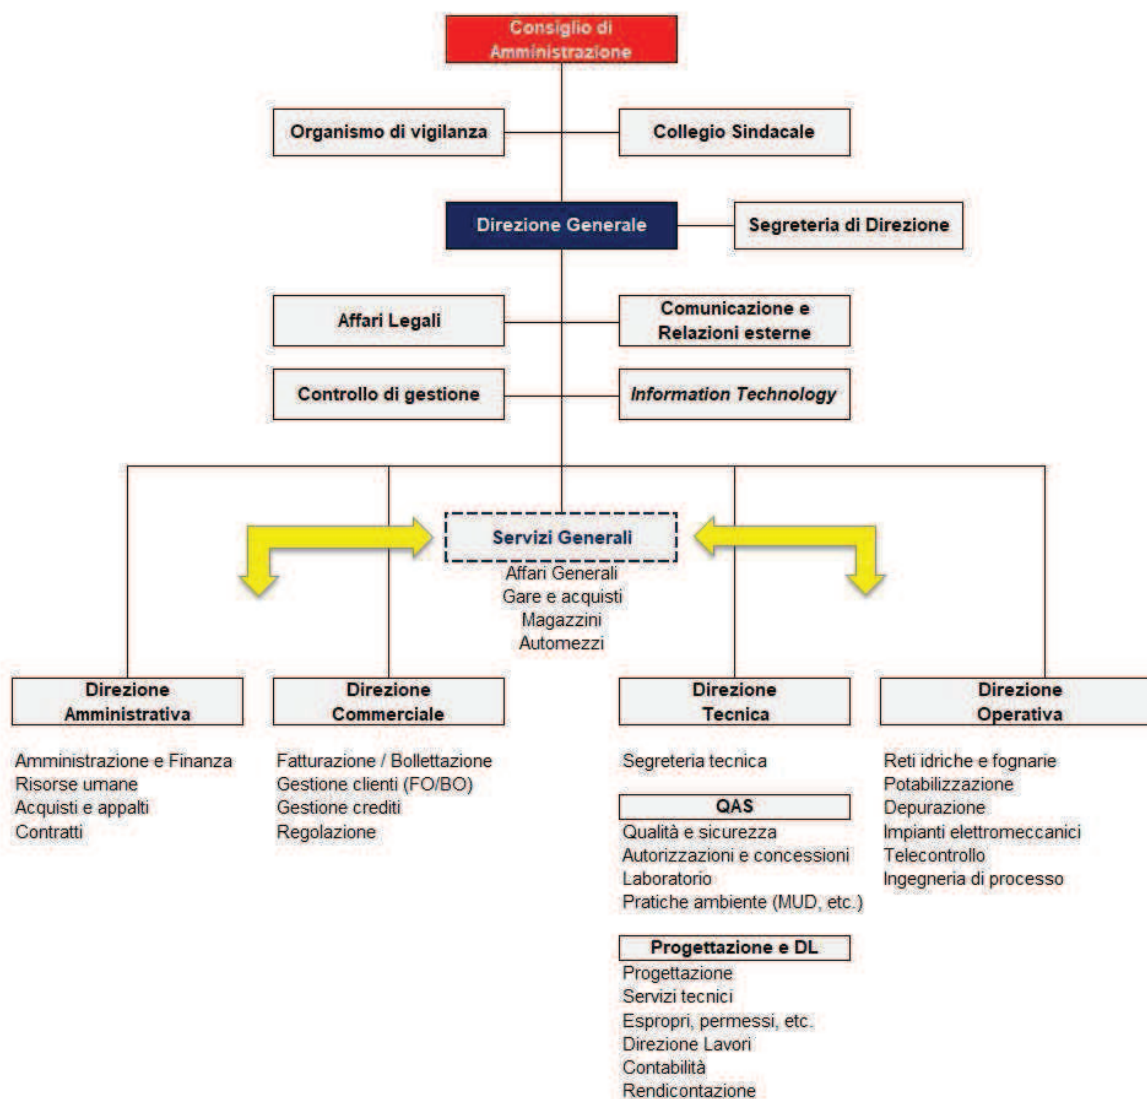 Consiglio di
Amministrazione
Organismo di vigilanza
Collegio Sindacale
Direzione Generale
Segreteria di Direzione
Affari Legali
Comunicazione e
Relazioni esterne
Controllo di gestione
Information Technology
Servizi Generali
Affari Generali
Gare e acquisti
Magazzini
Automezzi
Direzione
Amministrativa
Amministrazione e Finanza
Risorse umane
Acquisti e appalti
Contratti
Direzione
Commerciale
Fatturazione / Bollettazione
Gestione clienti (FO/BO)
Gestione crediti
Regolazione
Direzione
Tecnica
Segreteria tecnica
QAS
Qualità e sicurezza
Autorizzazioni e concessioni
Laboratorio
Pratiche ambiente (MUD, etc.)
Progettazione e DL
Progettazione
Servizi tecnici
Espropri, permessi, etc.
Direzione Lavori
Contabilità
Rendicontazione
Direzione
Operativa
Reti idriche e fognarie
Potabilizzazione
Depurazione
Impianti elettromeccanici
Telecontrollo
Ingegneria di processo